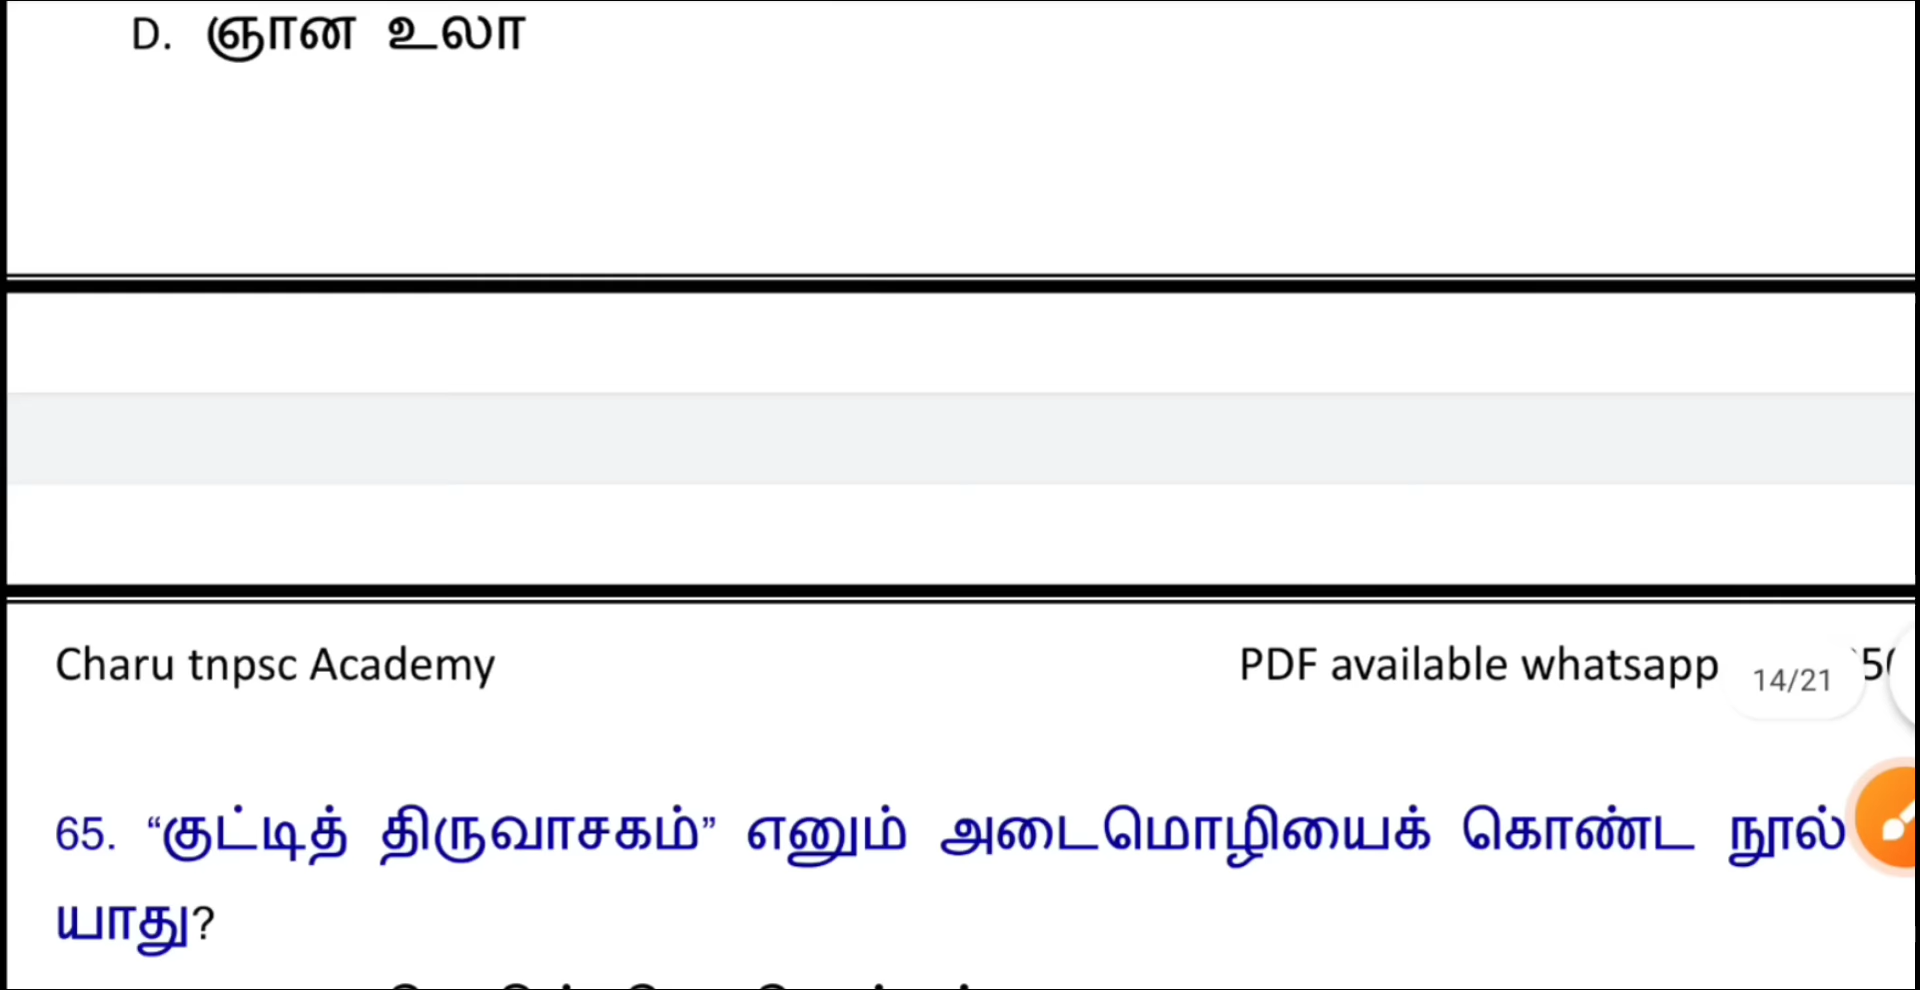 D. ஞான உலா
Charu tnpsc Academy
PDF available whatsapp
14/21
65. “குட்டித் திருவாசகம்” எனும் அடைமொழியைக் கொண்ட நூல்
யாது?